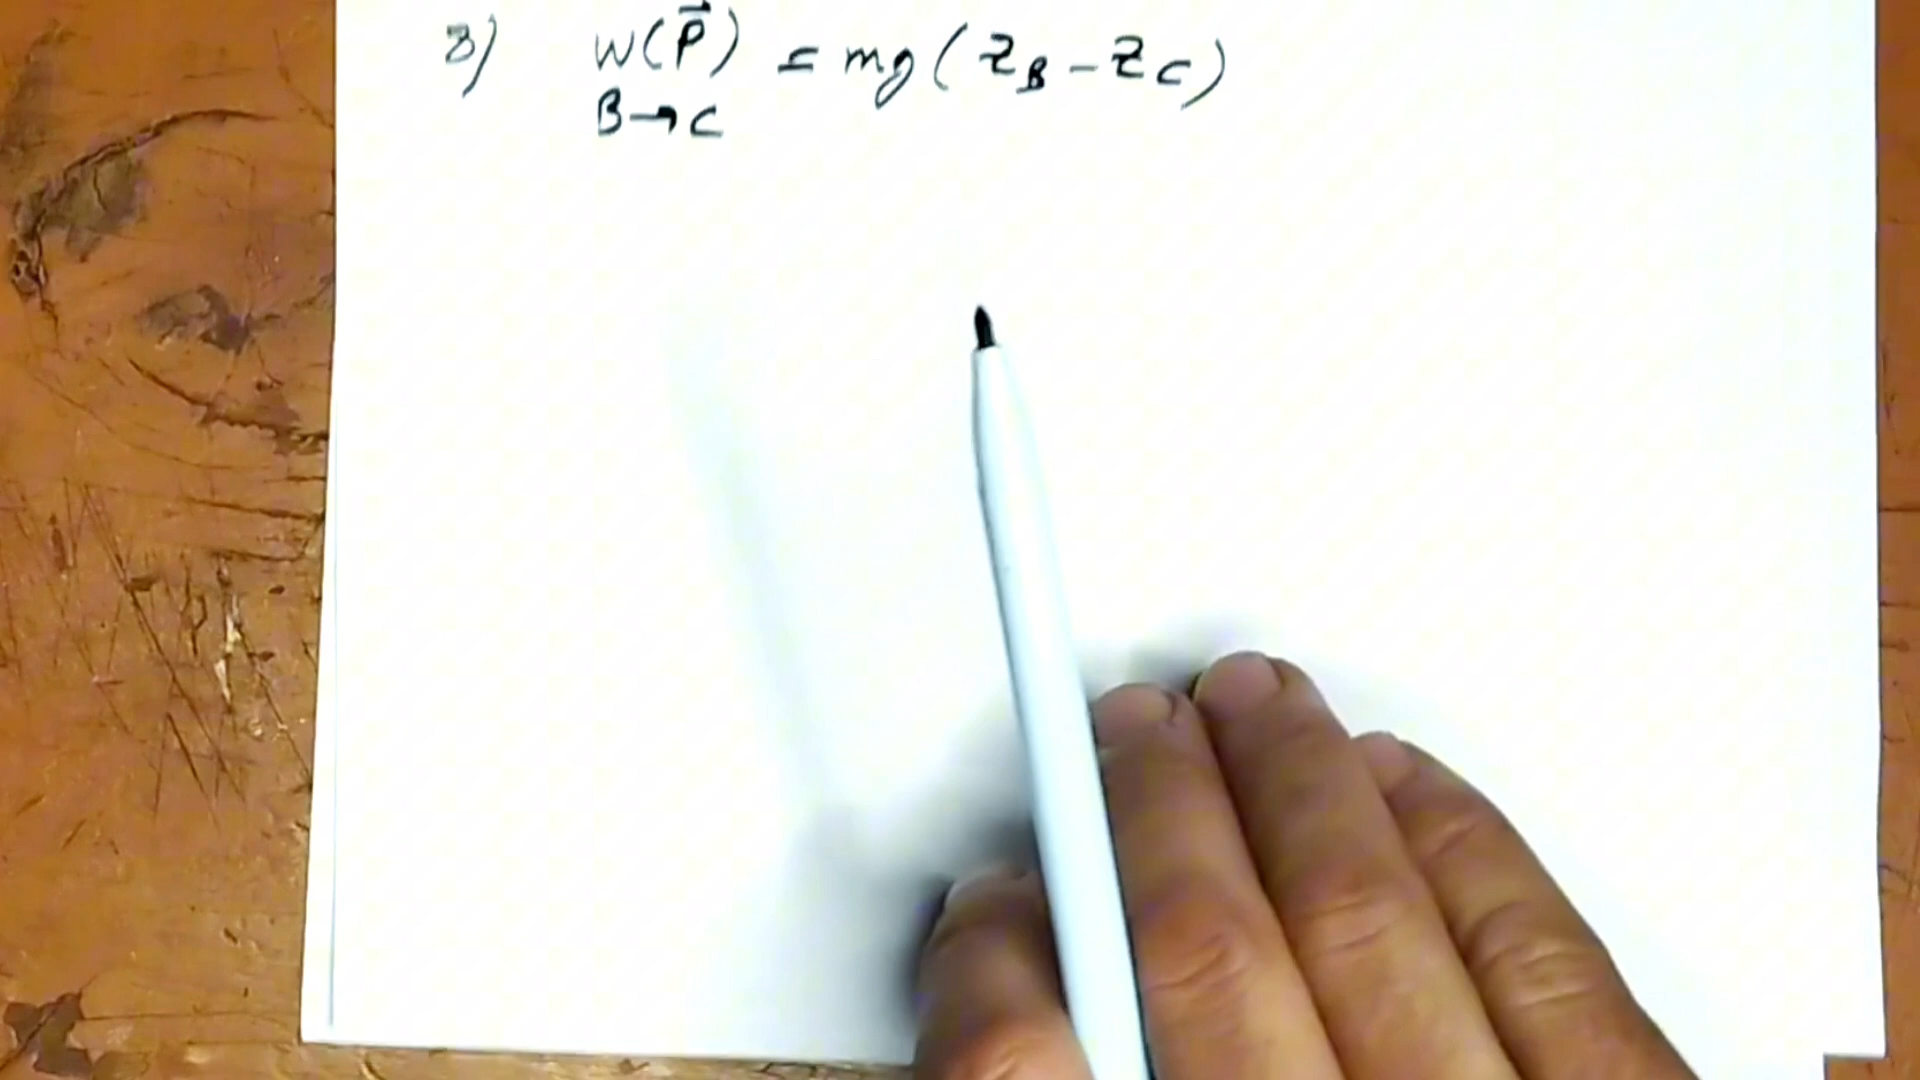 3) W(P⃗) = mg(z_B - z_C)
B→C